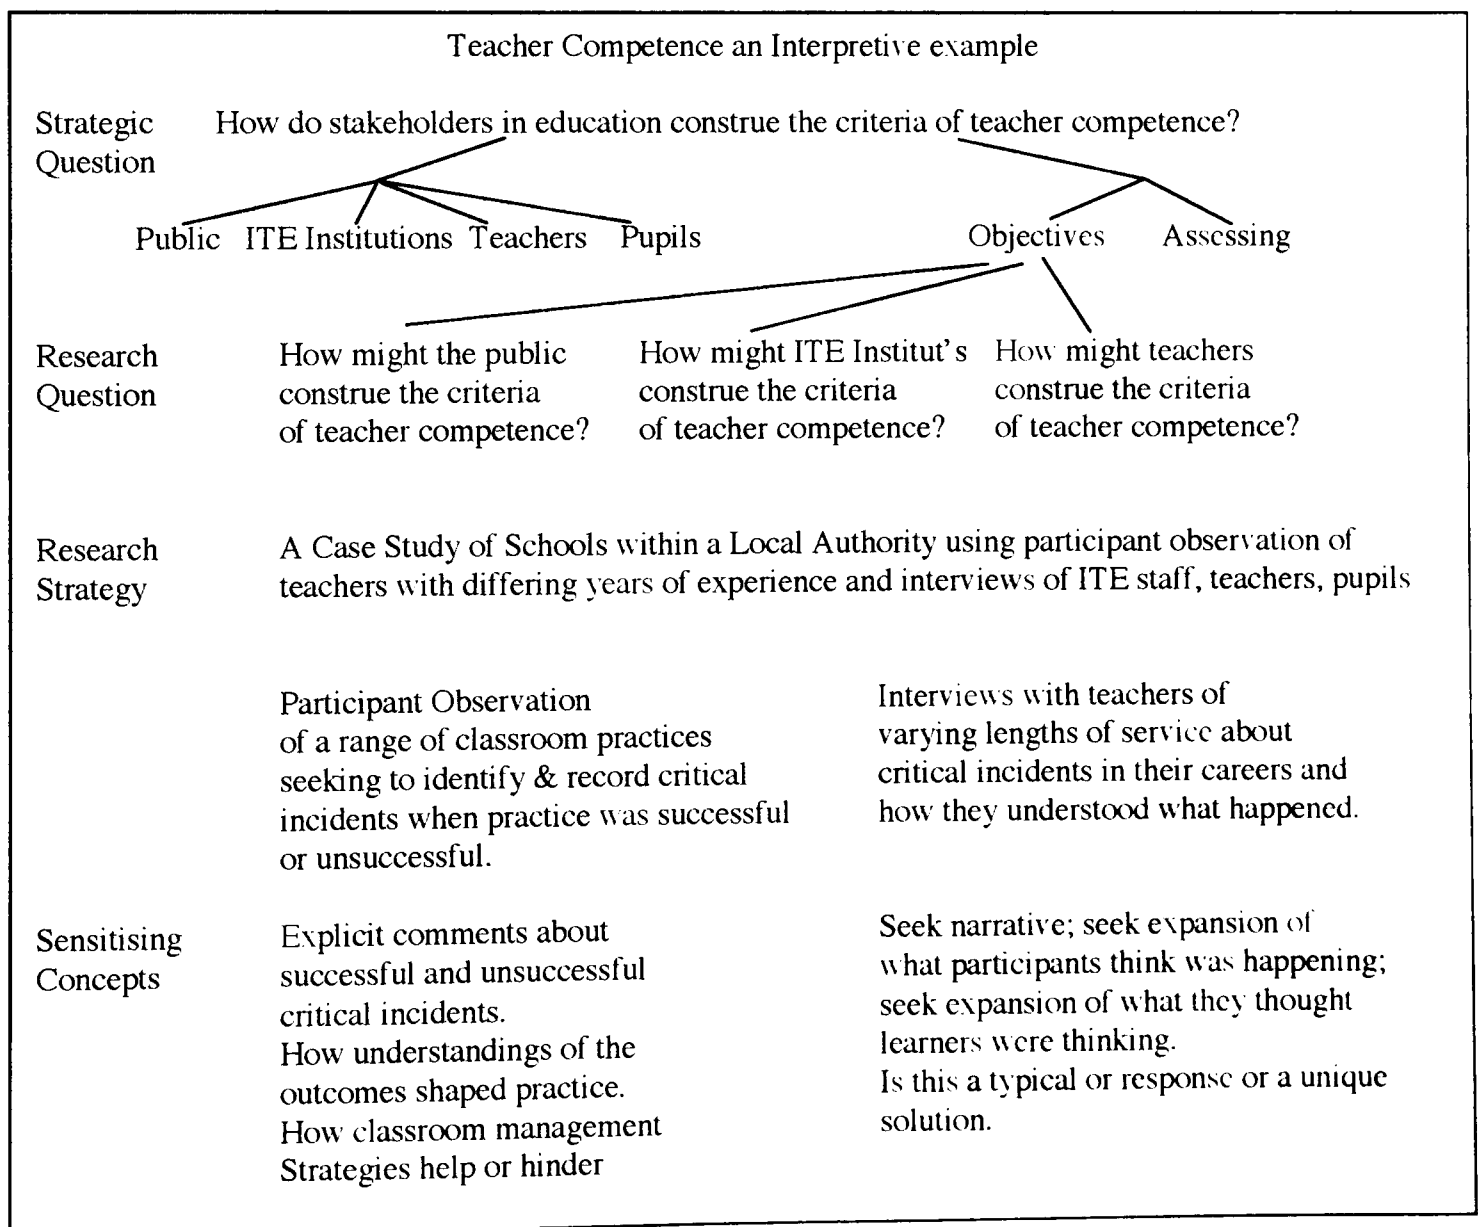 Teacher Competence an Interpretive example
Strategic Question
How do stakeholders in education construe the criteria of teacher competence?
Public ITE Institutions Teachers Pupils
Objectives Assessing
Research
Question
How might the public
construe the criteria
of teacher competence?
How might ITE Institut's
construe the criteria
of teacher competence?
How might teachers
construe the criteria
of teacher competence?
Research
Strategy
A Case Study of Schools within a Local Authority using participant observation of
teachers with differing years of experience and interviews of ITE staff, teachers, pupils
Participant Observation
of a range of classroom practices
seeking to identify & record critical
incidents when practice was successful
or unsuccessful.
Interviews with teachers of
varying lengths of service about
critical incidents in their careers and
how they understood what happened.
Sensitising
Concepts
Explicit comments about
successful and unsuccessful
critical incidents.
How understandings of the
outcomes shaped practice.
How classroom management
Strategies help or hinder
Seek narrative; seek expansion of
what participants think was happening;
seek expansion of what they thought
learners were thinking.
Is this a typical or response or a unique
solution.